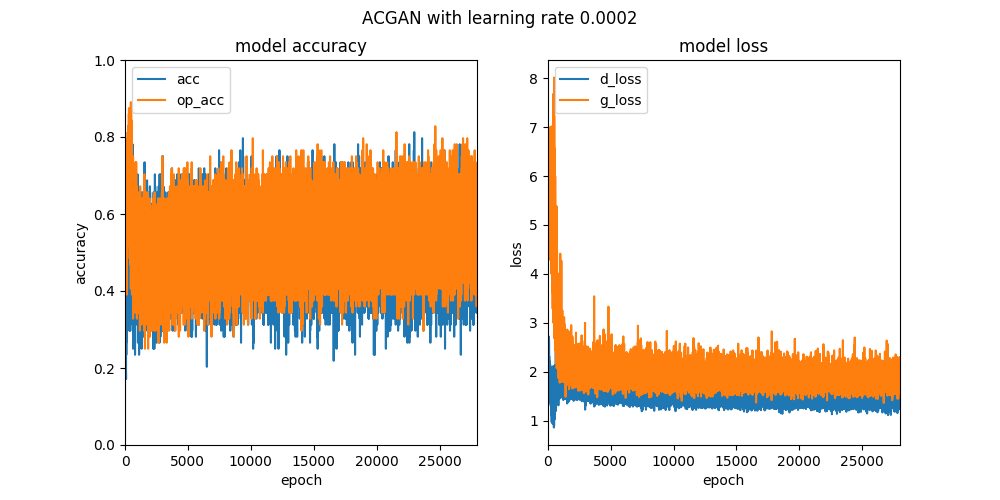 ACGAN with learning rate 0.0002
model accuracy
acc
op_acc
accuracy
1.0
0.8
0.6
0.4
0.2
0.0
0 5000 10000 15000 20000 25000
epoch
model loss
d_loss
g_loss
loss
8
7
6
5
4
3
2
1
0 5000 10000 15000 20000 25000
epoch